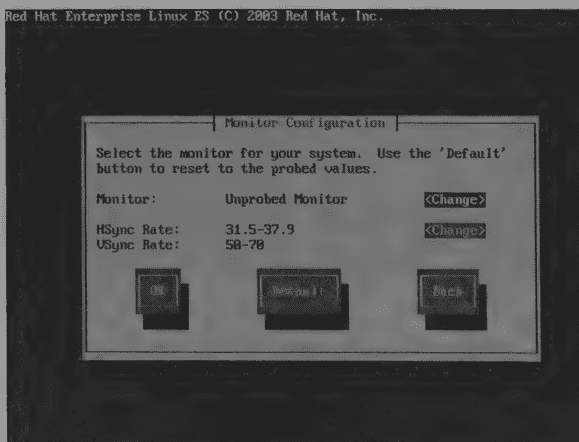 Red Hat Enterprise Linux ES (C) 2003 Red Hat, Inc.
Monitor Configuration
Select the monitor for your system.  Use the 'Default'
button to reset to the probed values.
Monitor: Unprobed Monitor <Change>
HSync Rate: 31.5-37.9 <Change>
VSync Rate: 50-70
OK Default Back